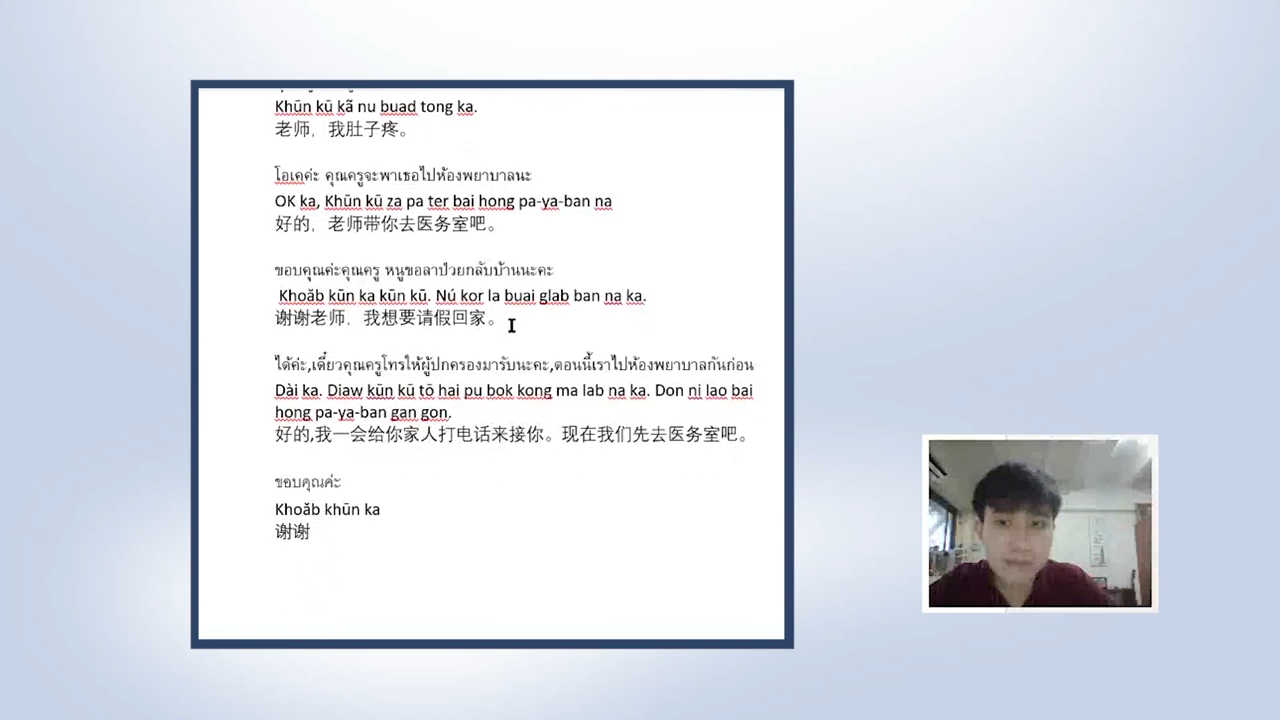 Khūn kū kã nu buad tong ka.
老师，我肚子疼。
โอเคค่ะ คุณครูจะพาเธอไปห้องพยาบาลนะ
OK ka, Khūn kū za pa ter bai hong pa-ya-ban na
好的，老师带你去医务室吧。
ขอบคุณค่ะคุณครู หนูขอลาป่วยกลับบ้านนะคะ
Khoăb kūn ka kūn kū. Nú kor la buai glab ban na ka.
谢谢老师，我想要请假回家。
ได้ค่ะ,เดี๋ยวคุณครูโทรให้ผู้ปกครองมารับนะคะ,ตอนนี้เราไปห้องพยาบาลกันก่อน
Dài ka. Diaw kūn kū tō hai pu bok kong ma lab na ka. Don ni lao bai
hong pa-ya-ban gan gon.
好的,我一会给你家人打电话来接你。现在我们先去医务室吧。
ขอบคุณค่ะ
Khoăb khūn ka
谢谢